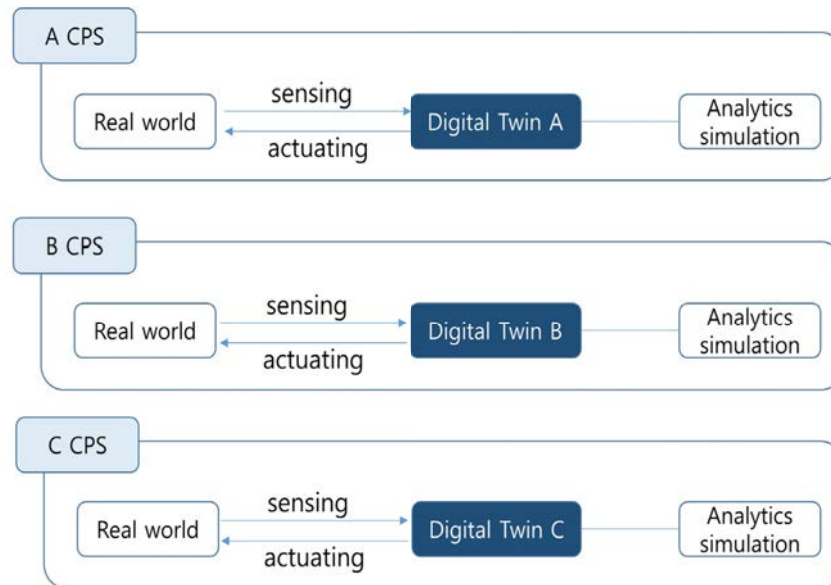 A CPS
sensing
Real world
Digital Twin A
Analytics
simulation
actuating
B CPS
sensing
Real world
Digital Twin B
Analytics
simulation
actuating
C CPS
sensing
Real world
Digital Twin C
Analytics
simulation
actuating